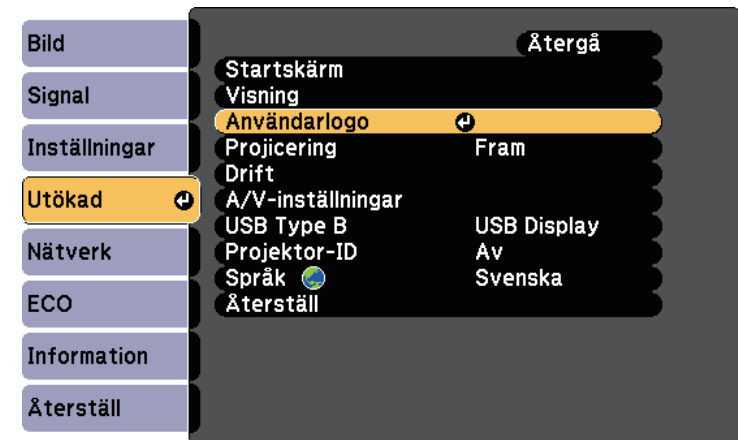 Bild
Signal
Inställningar
Utökad
Nätverk
ECO
Information
Återställ
Återgå
Startskärm
Visning
Användarlogo
Projicering Fram
Drift
A/V-inställningar
USB Type B USB Display
Projektor-ID Av
Språk Svenska
Återställ